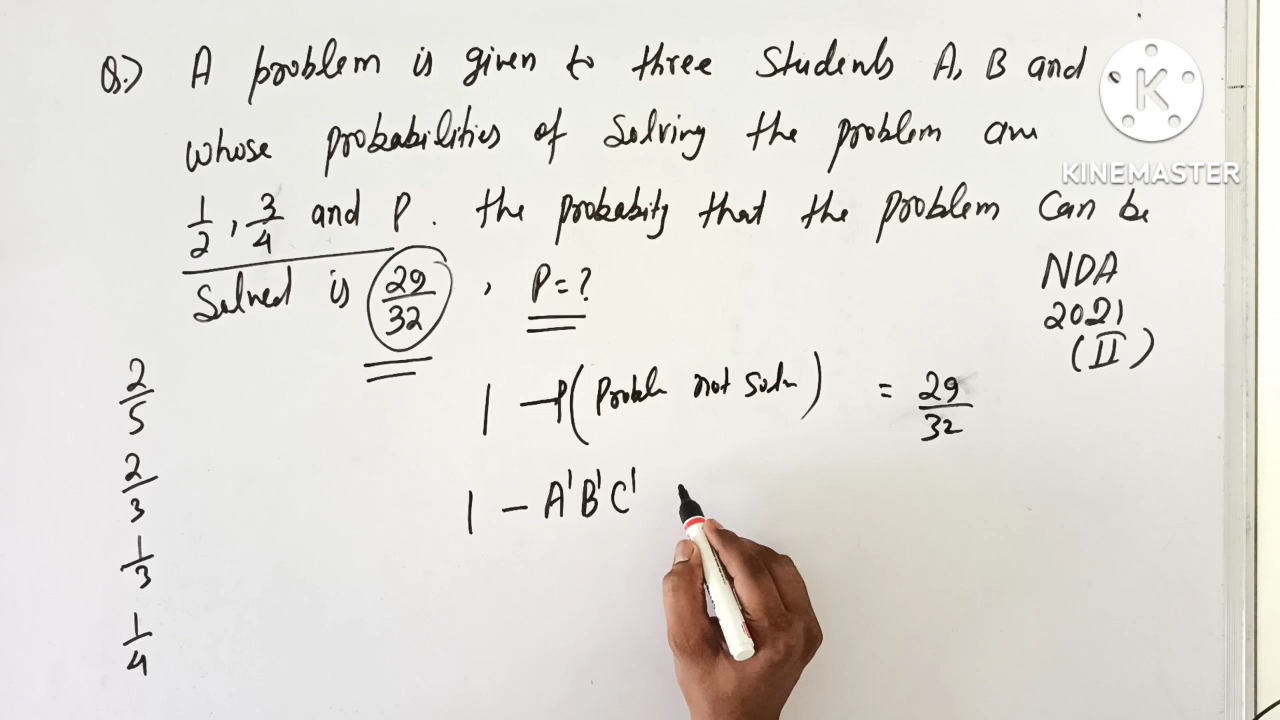 Q.) A problem is given to three Students A, B and
whose probabilities of Solving the problem are
1/2, 3/4 and P. the probabity that the problem Can be
Solved is 29/32, P=?
NDA
2021
(II)
2/5
2/3
1/3
1/4
1 - P(Problem not Solv) = 29/32
1 - A'B'C'
K
KINEMASTER